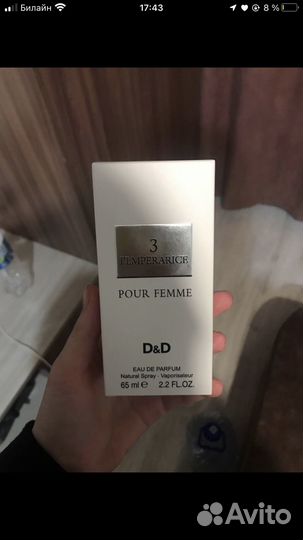 Билайн 17:43 8 %
3
L'EMPERARICE
POUR FEMME
D&D
EAU DE PARFUM
Natural Spray - Vaporisateur
65 ml e 2.2 FL.OZ.
Avito